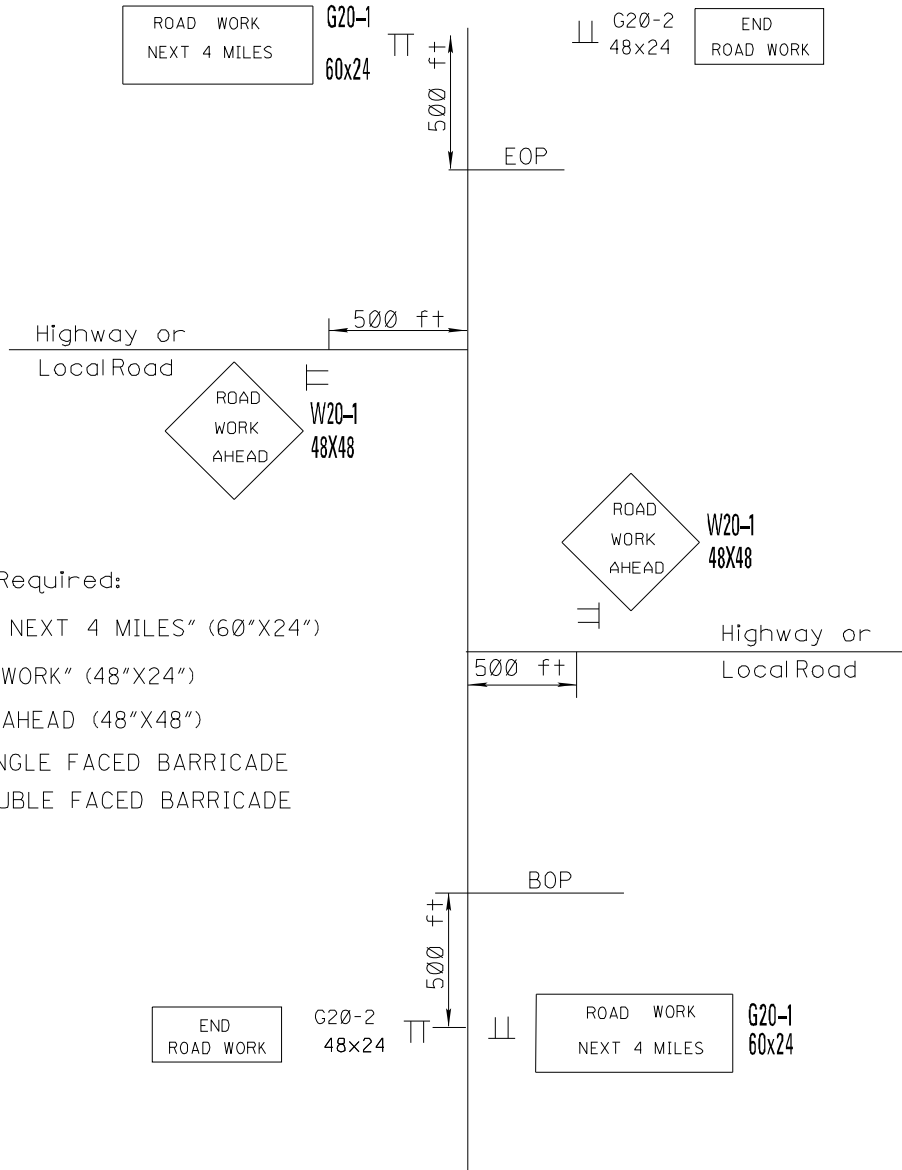 ROAD WORK
NEXT 4 MILES
G20-1
60x24
500 ft
G20-2
48x24
END
ROAD WORK
EOP
500 ft
Highway or
Local Road
ROAD
WORK
AHEAD
W20-1
48X48
ROAD
WORK
AHEAD
W20-1
48X48
Required:
NEXT 4 MILES" (60"X24")
WORK" (48"X24")
AHEAD (48"X48")
NGLE FACED BARRICADE
UBLE FACED BARRICADE
Highway or
Local Road
500 ft
BOP
500 ft
END
ROAD WORK
G20-2
48x24
ROAD WORK
NEXT 4 MILES
G20-1
60x24